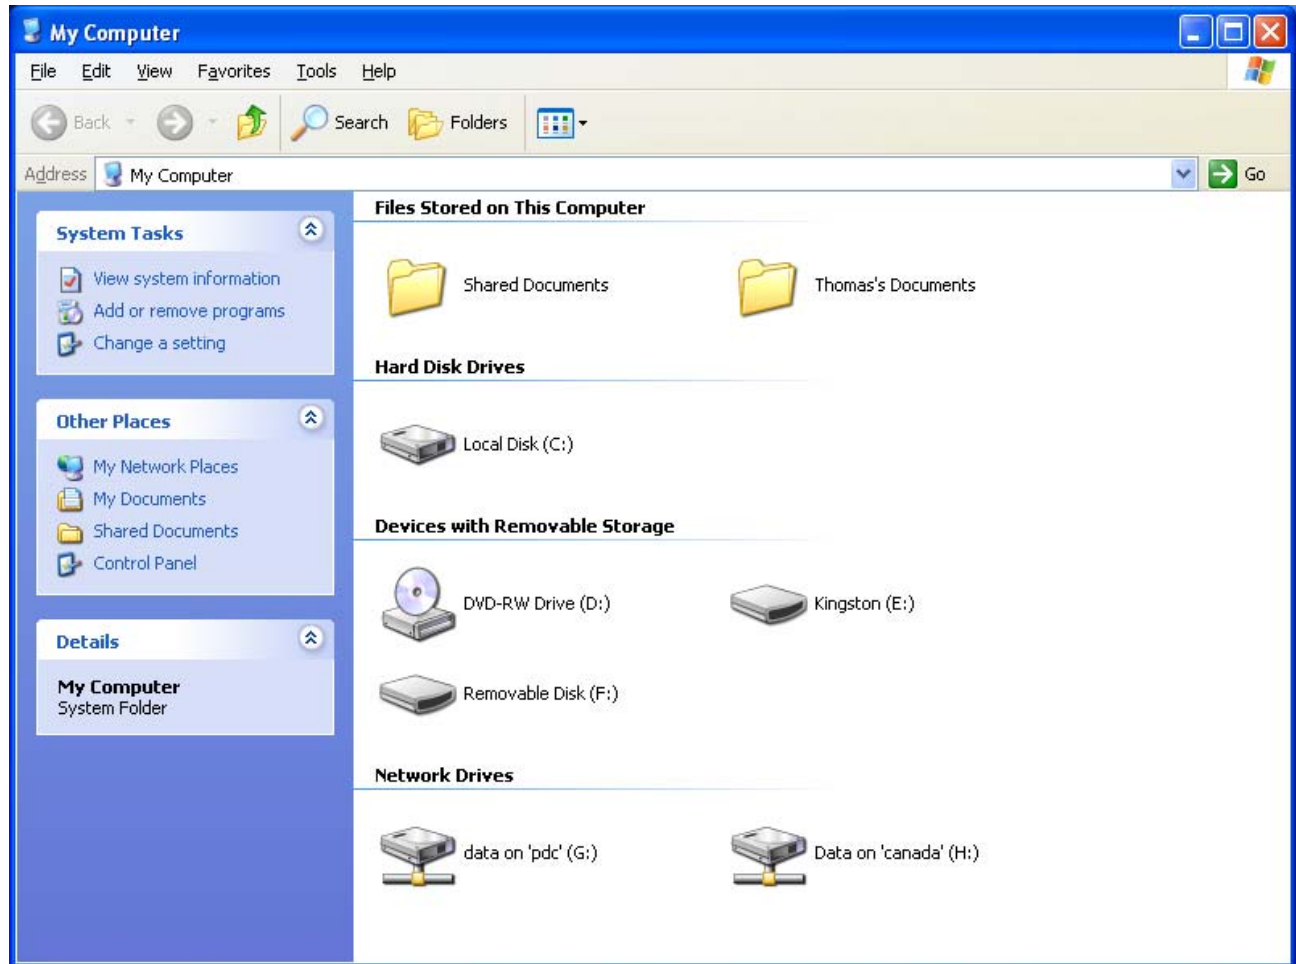 My Computer
File Edit View Favorites Tools Help
Back Search Folders
Address My Computer Go
System Tasks
View system information
Add or remove programs
Change a setting
Other Places
My Network Places
My Documents
Shared Documents
Control Panel
Details
My Computer
System Folder
Files Stored on This Computer
Shared Documents Thomas's Documents
Hard Disk Drives
Local Disk (C:)
Devices with Removable Storage
DVD-RW Drive (D:) Kingston (E:)
Removable Disk (F:)
Network Drives
data on 'pdc' (G:) Data on 'canada' (H:)